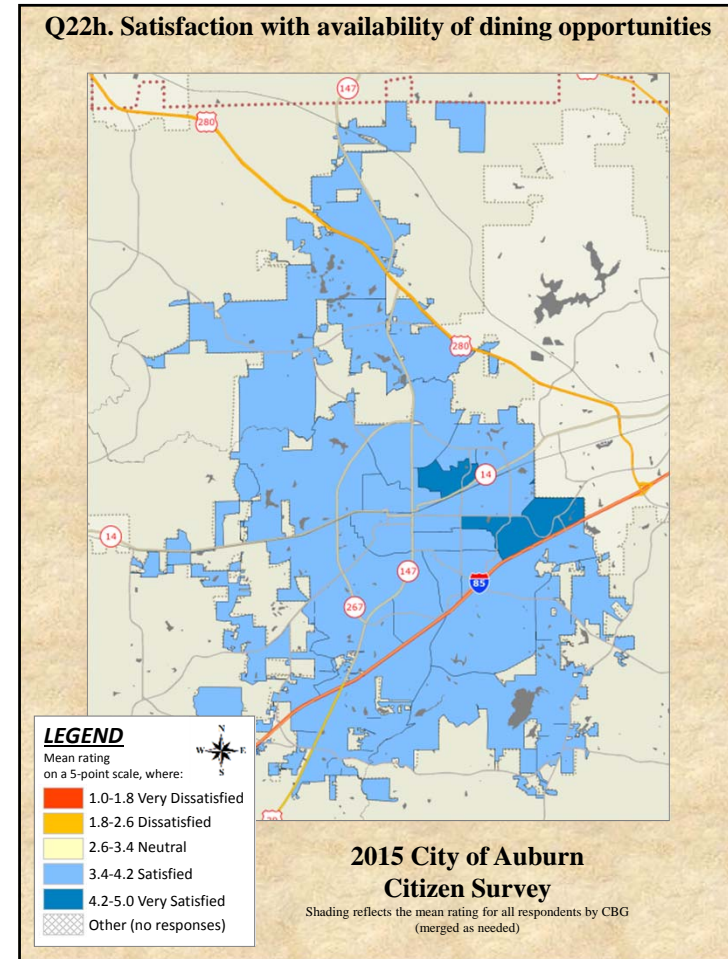 Q22h. Satisfaction with availability of dining opportunities
147
280
280
14
14
147
85
267
LEGEND
Mean rating
on a 5-point scale, where:
N
W E
S
1.0-1.8 Very Dissatisfied
1.8-2.6 Dissatisfied
2.6-3.4 Neutral
3.4-4.2 Satisfied
4.2-5.0 Very Satisfied
Other (no responses)
2015 City of Auburn
Citizen Survey
Shading reflects the mean rating for all respondents by CBG
(merged as needed)